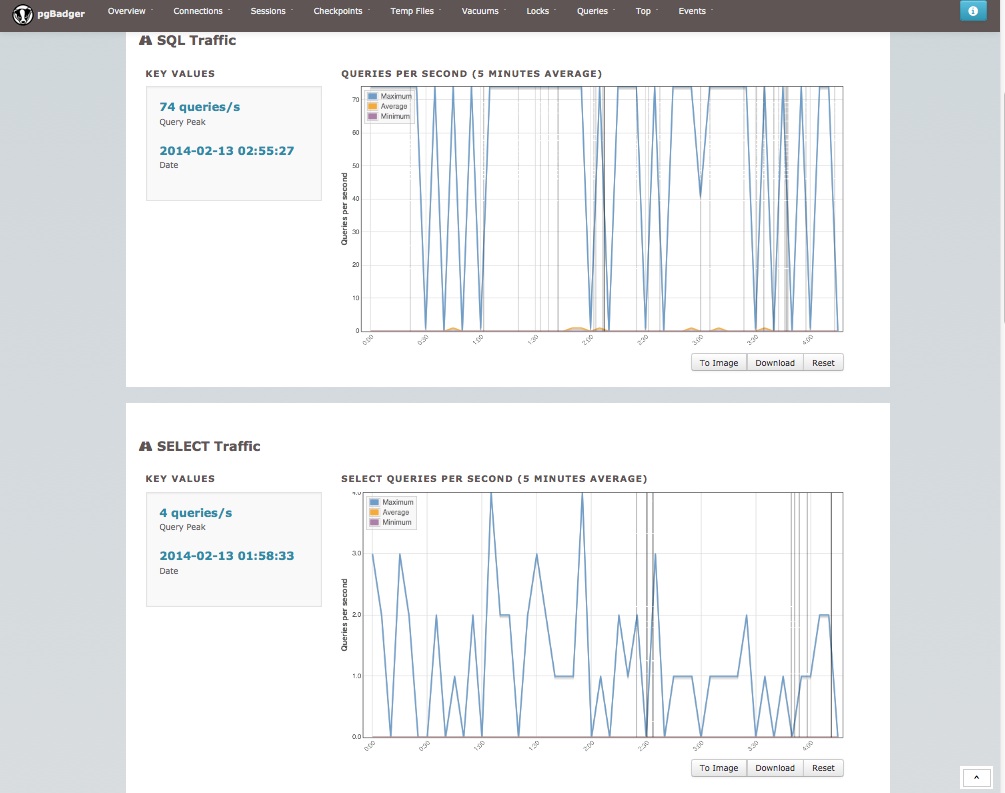 pgBadger Overview Connections Sessions Checkpoints Temp Files Vacuums Locks Queries Top Events
SQL Traffic
KEY VALUES
74 queries/s
Query Peak
2014-02-13 02:55:27
Date
QUERIES PER SECOND (5 MINUTES AVERAGE)
Maximum
Average
Minimum
Queries per second
70
60
50
40
30
20
10
0
0:00 0:30 1:00 1:30 2:00 2:30 3:00 3:30 4:00
To Image Download Reset
SELECT Traffic
KEY VALUES
4 queries/s
Query Peak
2014-02-13 01:58:33
Date
SELECT QUERIES PER SECOND (5 MINUTES AVERAGE)
Maximum
Average
Minimum
Queries per second
4.0
3.0
2.0
1.0
0.0
0:00 0:30 1:00 1:30 2:00 2:30 3:00 3:30 4:00
To Image Download Reset